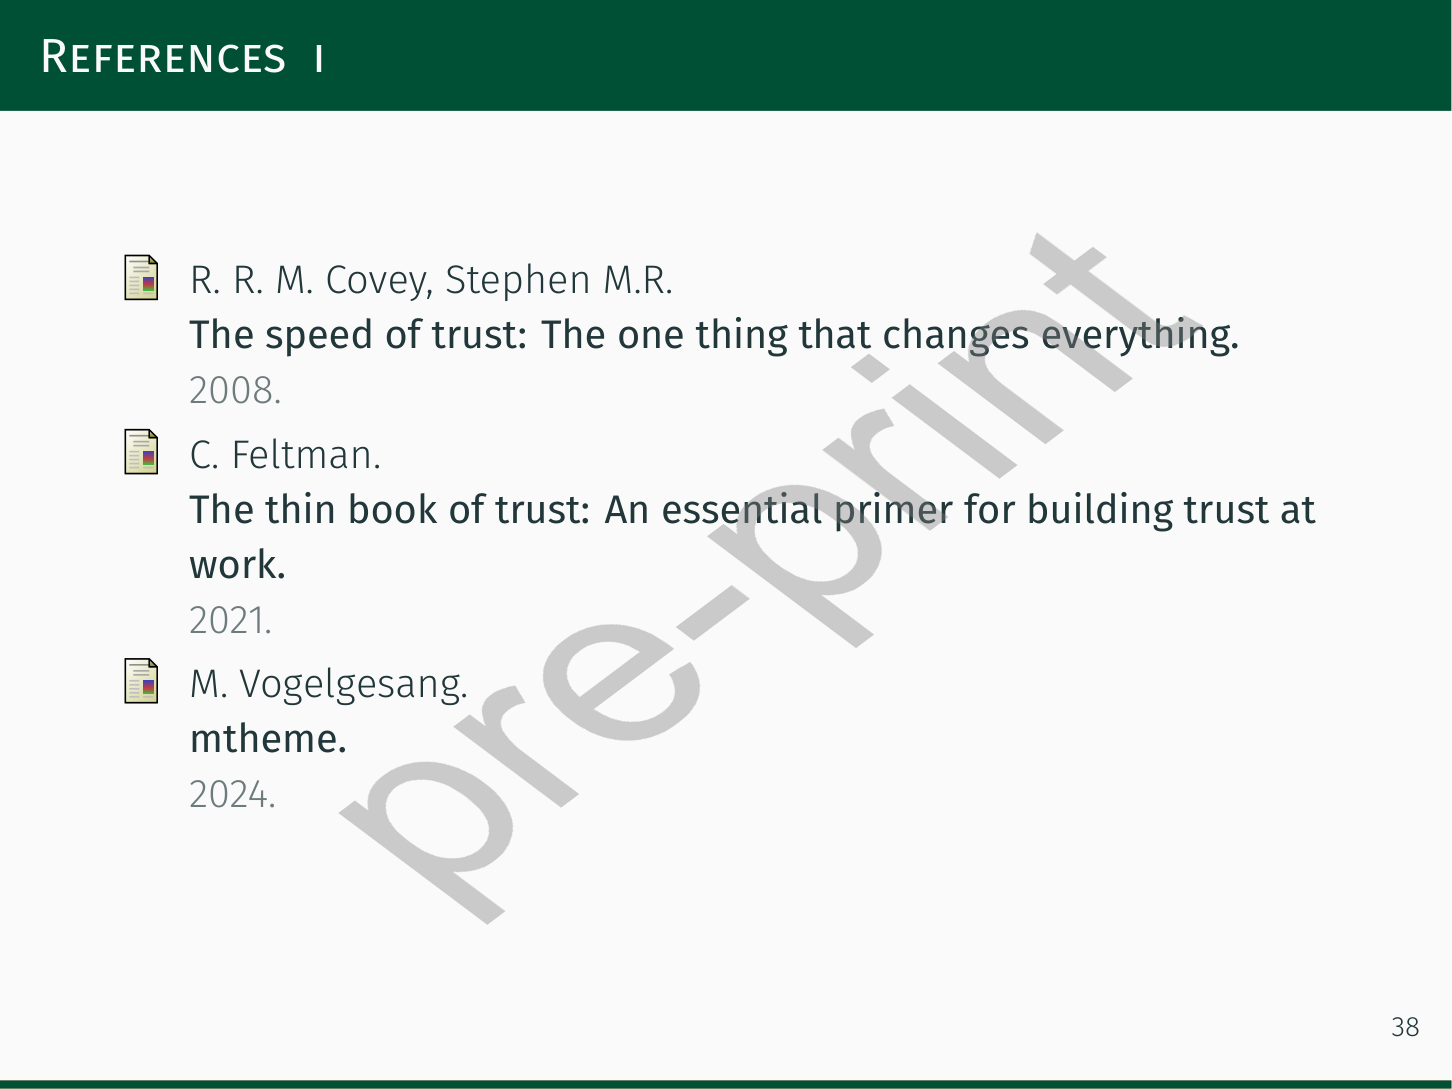 References I
R. R. M. Covey, Stephen M.R.
The speed of trust: The one thing that changes everything.
2008.
C. Feltman.
The thin book of trust: An essential primer for building trust at
work.
2021.
M. Vogelgesang.
mtheme.
2024.
pre-print
38